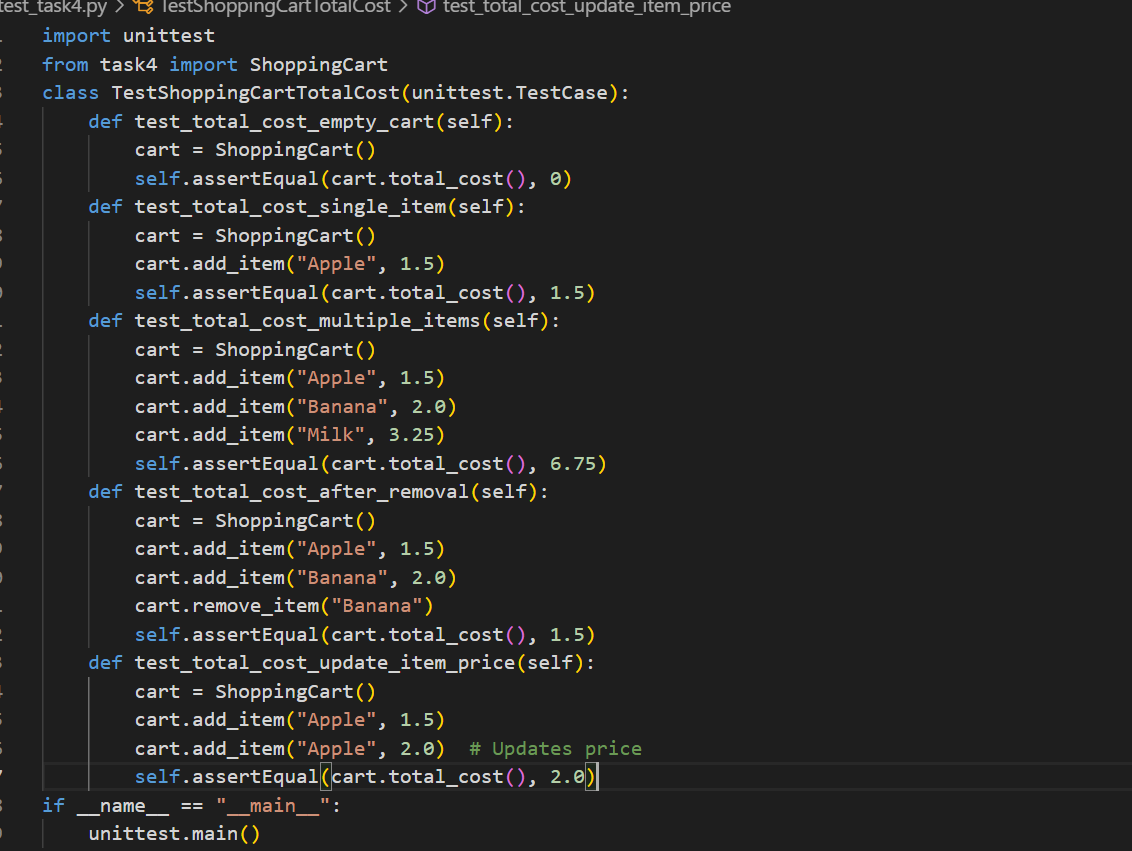 test_task4.py > TestShoppingCartTotalCost > test_total_cost_update_item_price
import unittest
from task4 import ShoppingCart
class TestShoppingCartTotalCost(unittest.TestCase):
    def test_total_cost_empty_cart(self):
        cart = ShoppingCart()
        self.assertEqual(cart.total_cost(), 0)
    def test_total_cost_single_item(self):
        cart = ShoppingCart()
        cart.add_item("Apple", 1.5)
        self.assertEqual(cart.total_cost(), 1.5)
    def test_total_cost_multiple_items(self):
        cart = ShoppingCart()
        cart.add_item("Apple", 1.5)
        cart.add_item("Banana", 2.0)
        cart.add_item("Milk", 3.25)
        self.assertEqual(cart.total_cost(), 6.75)
    def test_total_cost_after_removal(self):
        cart = ShoppingCart()
        cart.add_item("Apple", 1.5)
        cart.add_item("Banana", 2.0)
        cart.remove_item("Banana")
        self.assertEqual(cart.total_cost(), 1.5)
    def test_total_cost_update_item_price(self):
        cart = ShoppingCart()
        cart.add_item("Apple", 1.5)
        cart.add_item("Apple", 2.0)  # Updates price
        self.assertEqual(cart.total_cost(), 2.0)
if __name__ == "__main__":
    unittest.main()